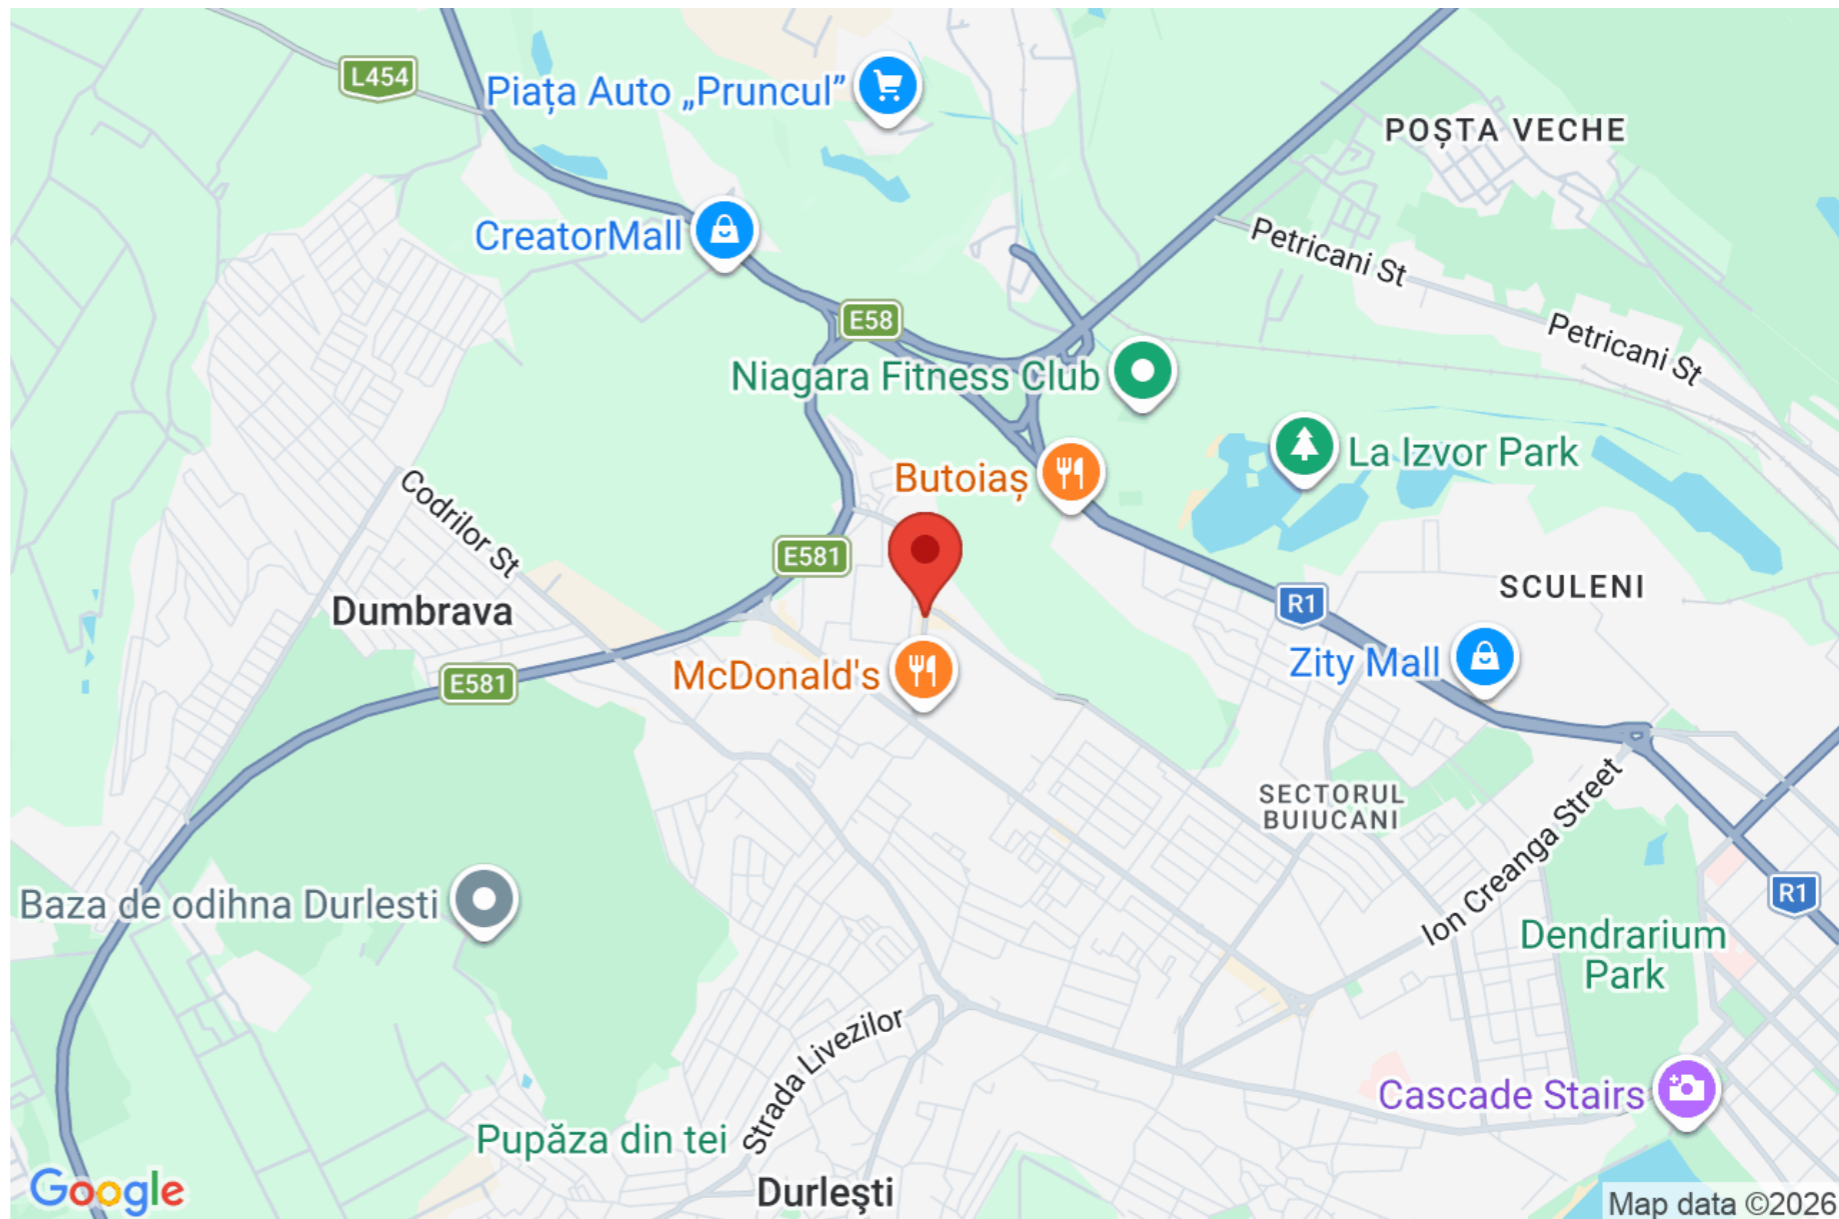 L454
Piața Auto „Pruncul”
POȘTA VECHE
CreatorMall
Petricani St
E58
Petricani St
Niagara Fitness Club
La Izvor Park
Butoiaș
Codrilor St
E581
SCULENI
Dumbrava
R1
Zity Mall
McDonald's
E581
SECTORUL
BUIUCANI
Ion Creanga Street
R1
Baza de odihna Durlesti
Dendrarium
Park
Strada Livezilor
Cascade Stairs
Pupăza din tei
Durleşti
Google
Map data ©2026